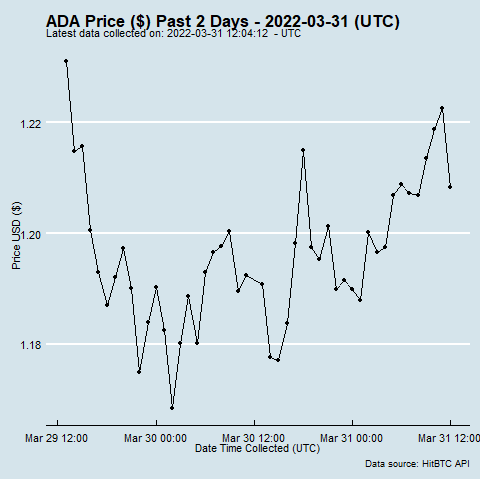 ADA Price ($) Past 2 Days - 2022-03-31 (UTC)
Latest data collected on: 2022-03-31 12:04:12 - UTC
1.22
1.20
1.18
Price USD ($)
Mar 29 12:00 Mar 30 00:00 Mar 30 12:00 Mar 31 00:00 Mar 31 12:00
Date Time Collected (UTC)
Data source: HitBTC API